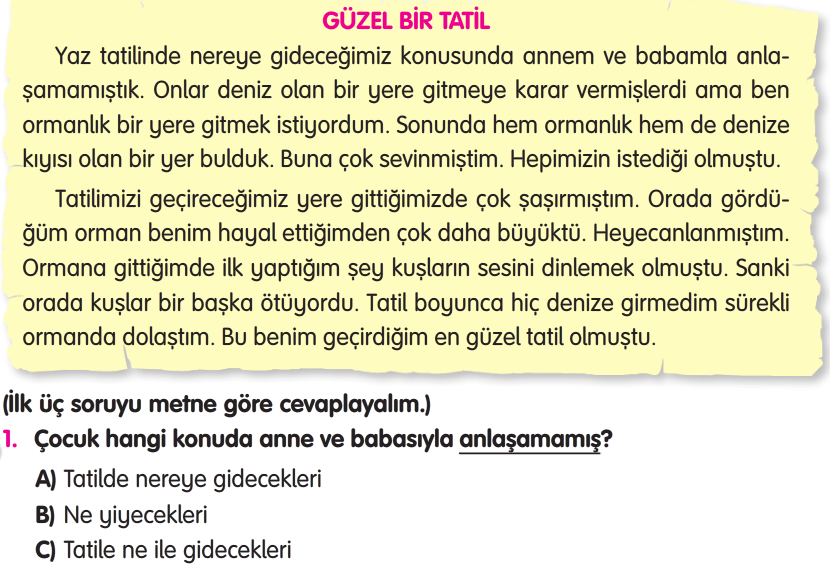 GÜZEL BİR TATİL
Yaz tatilinde nereye gideceğimiz konusunda annem ve babamla anla-
şamamıştık. Onlar deniz olan bir yere gitmeye karar vermişlerdi ama ben
ormanlık bir yere gitmek istiyordum. Sonunda hem ormanlık hem de denize
kıyısı olan bir yer bulduk. Buna çok sevinmiştim. Hepimizin istediği olmuştu.
Tatilimizi geçireceğimiz yere gittiğimizde çok şaşırmıştım. Orada gördü-
ğüm orman benim hayal ettiğimden çok daha büyüktü. Heyecanlanmıştım.
Ormana gittiğimde ilk yaptığım şey kuşların sesini dinlemek olmuştu. Sanki
orada kuşlar bir başka ötüyordu. Tatil boyunca hiç denize girmedim sürekli
ormanda dolaştım. Bu benim geçirdiğim en güzel tatil olmuştu.
(İlk üç soruyu metne göre cevaplayalım.)
1. Çocuk hangi konuda anne ve babasıyla anlaşamamış?
A) Tatilde nereye gidecekleri
B) Ne yiyecekleri
C) Tatile ne ile gidecekleri